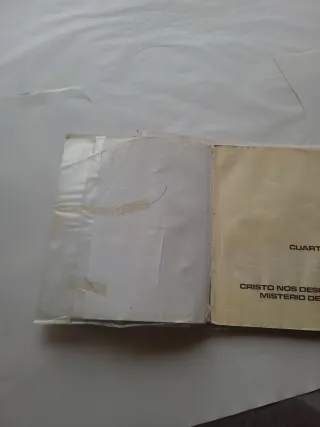 CUART
CRISTO NOS DES
MISTERIO DE